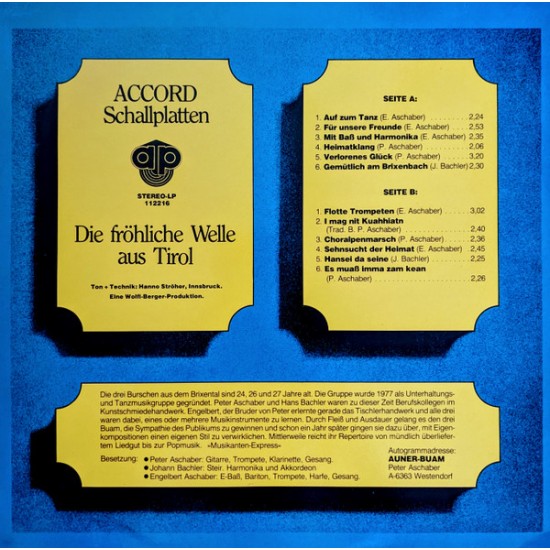 ACCORD
Schallplatten
STEREO-LP
112216
Die fröhliche Welle
aus Tirol
Ton + Technik: Hanno Ströher, Innsbruck.
Eine Wolfi-Berger-Produktion.
SEITE A:
1. Auf zum Tanz (E. Aschaber) . . . . . 2,24
2. Für unsere Freunde (E. Aschaber) . . . 2,53
3. Mit Baß und Harmonika (E. Aschaber) 2,35
4. Heimatklang (P. Aschaber) . . . . . 2,06
5. Verlorenes Glück (P. Aschaber) . . . . 3,20
6. Gemütlich am Brixenbach (J. Bachler) 2,30
SEITE B:
1. Flotte Trompeten (E. Aschaber) . . . . 3,02
2. I mag nit Kuahhiatn
(Trad. B. P. Aschaber) . . . . . 2,40
3. Choralpenmarsch (P. Aschaber) . . . 2,36
4. Sehnsucht der Heimat (E. Aschaber) . 2,45
5. Hansei da seine (J. Bachler) . . . . . 2,25
6. Es muaß imma zam kean
(P. Aschaber) . . . . . 2,26
Die drei Burschen aus dem Brixental sind 24, 26 und 27 Jahre alt. Die Gruppe wurde 1977 als Unterhaltungs-
und Tanzmusikgruppe gegründet. Peter Aschaber und Hans Bachler waren zu dieser Zeit Berufskollegen im
Kunstschmiedehandwerk. Engelbert, der Bruder von Peter erlernte gerade das Tischlerhandwerk und alle drei
waren dabei, eines oder mehrere Musikinstrumente zu lernen. Durch Fleiß und Ausdauer gelang es den drei
Buam, die Sympathie des Publikums zu gewinnen und schon ein Jahr später gingen sie dazu über, mit Eigen-
kompositionen einen eigenen Stil zu verwirklichen. Mittlerweile reicht ihr Repertoire von mündlich überliefer-
tem Liedgut bis zur Popmusik. »Musikanten-Express«
Besetzung: ● Peter Aschaber: Gitarre, Trompete, Klarinette, Gesang.
● Johann Bachler: Steir. Harmonika und Akkordeon
● Engelbert Aschaber: E-Baß, Bariton, Trompete, Harfe, Gesang.
Autogrammadresse:
AUNER-BUAM
Peter Aschaber
A-6363 Westendorf